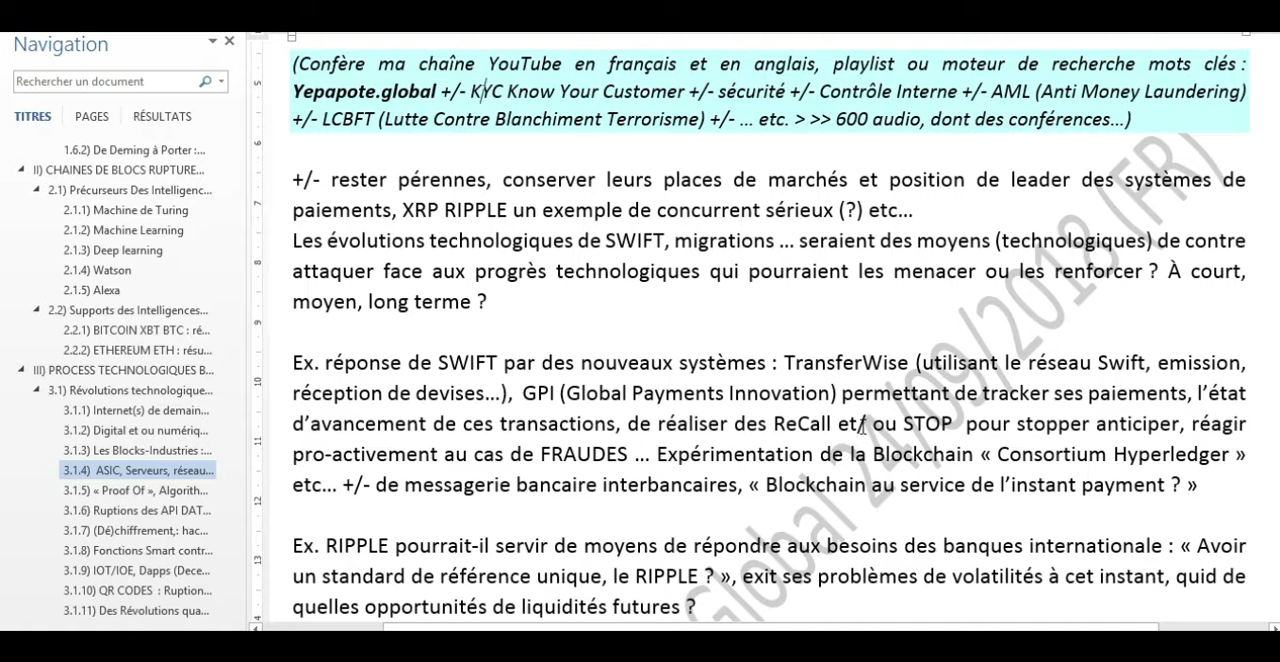 Navigation
Rechercher un document
TITRES PAGES RÉSULTATS
1.6.2) De Deming à Porter :...
II) CHAINES DE BLOCS RUPTURE...
2.1) Précurseurs Des Intelligenc...
2.1.1) Machine de Turing
2.1.2) Machine Learning
2.1.3) Deep learning
2.1.4) Watson
2.1.5) Alexa
2.2) Supports des Intelligences...
2.2.1) BITCOIN XBT BTC : ré...
2.2.2) ETHEREUM ETH : résu...
III) PROCESS TECHNOLOGIQUES B...
3.1) Révolutions technologique...
3.1.1) Internet(s) de demain...
3.1.2) Digital et ou numériq...
3.1.3) Les Blocks-Industries :...
3.1.4) ASIC, Serveurs, réseau...
3.1.5) « Proof Of », Algorith...
3.1.6) Ruptions des API DAT...
3.1.7) (Dé)chiffrement,: hac...
3.1.8) Fonctions Smart contr...
3.1.9) IOT/IOE, Dapps (Dece...
3.1.10) QR CODES : Ruption...
3.1.11) Des Révolutions qua...
5
6
7
8
9
10
11
12
13
(Confère ma chaîne YouTube en français et en anglais, playlist ou moteur de recherche mots clés :
Yepapote.global +/- KYC Know Your Customer +/- sécurité +/- Contrôle Interne +/- AML (Anti Money Laundering)
+/- LCBFT (Lutte Contre Blanchiment Terrorisme) +/- ... etc. > >> 600 audio, dont des conférences...)
+/- rester pérennes, conserver leurs places de marchés et position de leader des systèmes de
paiements, XRP RIPPLE un exemple de concurrent sérieux (?) etc...
Les évolutions technologiques de SWIFT, migrations ... seraient des moyens (technologiques) de contre
attaquer face aux progrès technologiques qui pourraient les menacer ou les renforcer ? À court,
moyen, long terme ?
Ex. réponse de SWIFT par des nouveaux systèmes : TransferWise (utilisant le réseau Swift, emission,
réception de devises...), GPI (Global Payments Innovation) permettant de tracker ses paiements, l'état
d'avancement de ces transactions, de réaliser des ReCall et/ ou STOP pour stopper anticiper, réagir
pro-activement au cas de FRAUDES ... Expérimentation de la Blockchain « Consortium Hyperledger »
etc... +/- de messagerie bancaire interbancaires, « Blockchain au service de l'instant payment ? »
Ex. RIPPLE pourrait-il servir de moyens de répondre aux besoins des banques internationale : « Avoir
un standard de référence unique, le RIPPLE ? », exit ses problèmes de volatilités à cet instant, quid de
quelles opportunités de liquidités futures ?
Global 24/09/2018 (FR)